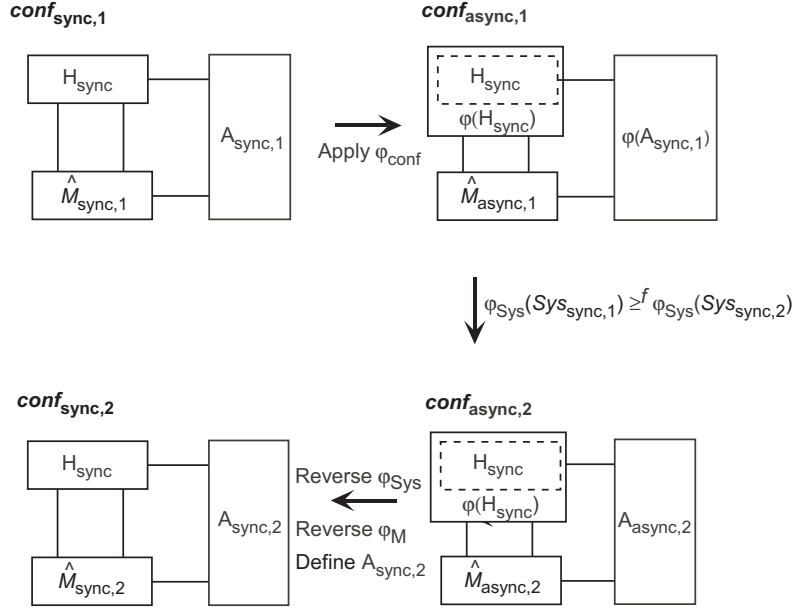 conf_sync,1
conf_async,1
H_sync
A_sync,1
M̂_sync,1
Apply φ_conf
H_sync
φ(H_sync)
φ(A_sync,1)
M̂_async,1
φ_Sys(Sys_sync,1) ≥^f φ_Sys(Sys_sync,2)
conf_sync,2
conf_async,2
H_sync
A_sync,2
M̂_sync,2
Reverse φ_Sys
Reverse φ_M
Define A_sync,2
H_sync
φ(H_sync)
A_async,2
M̂_async,2